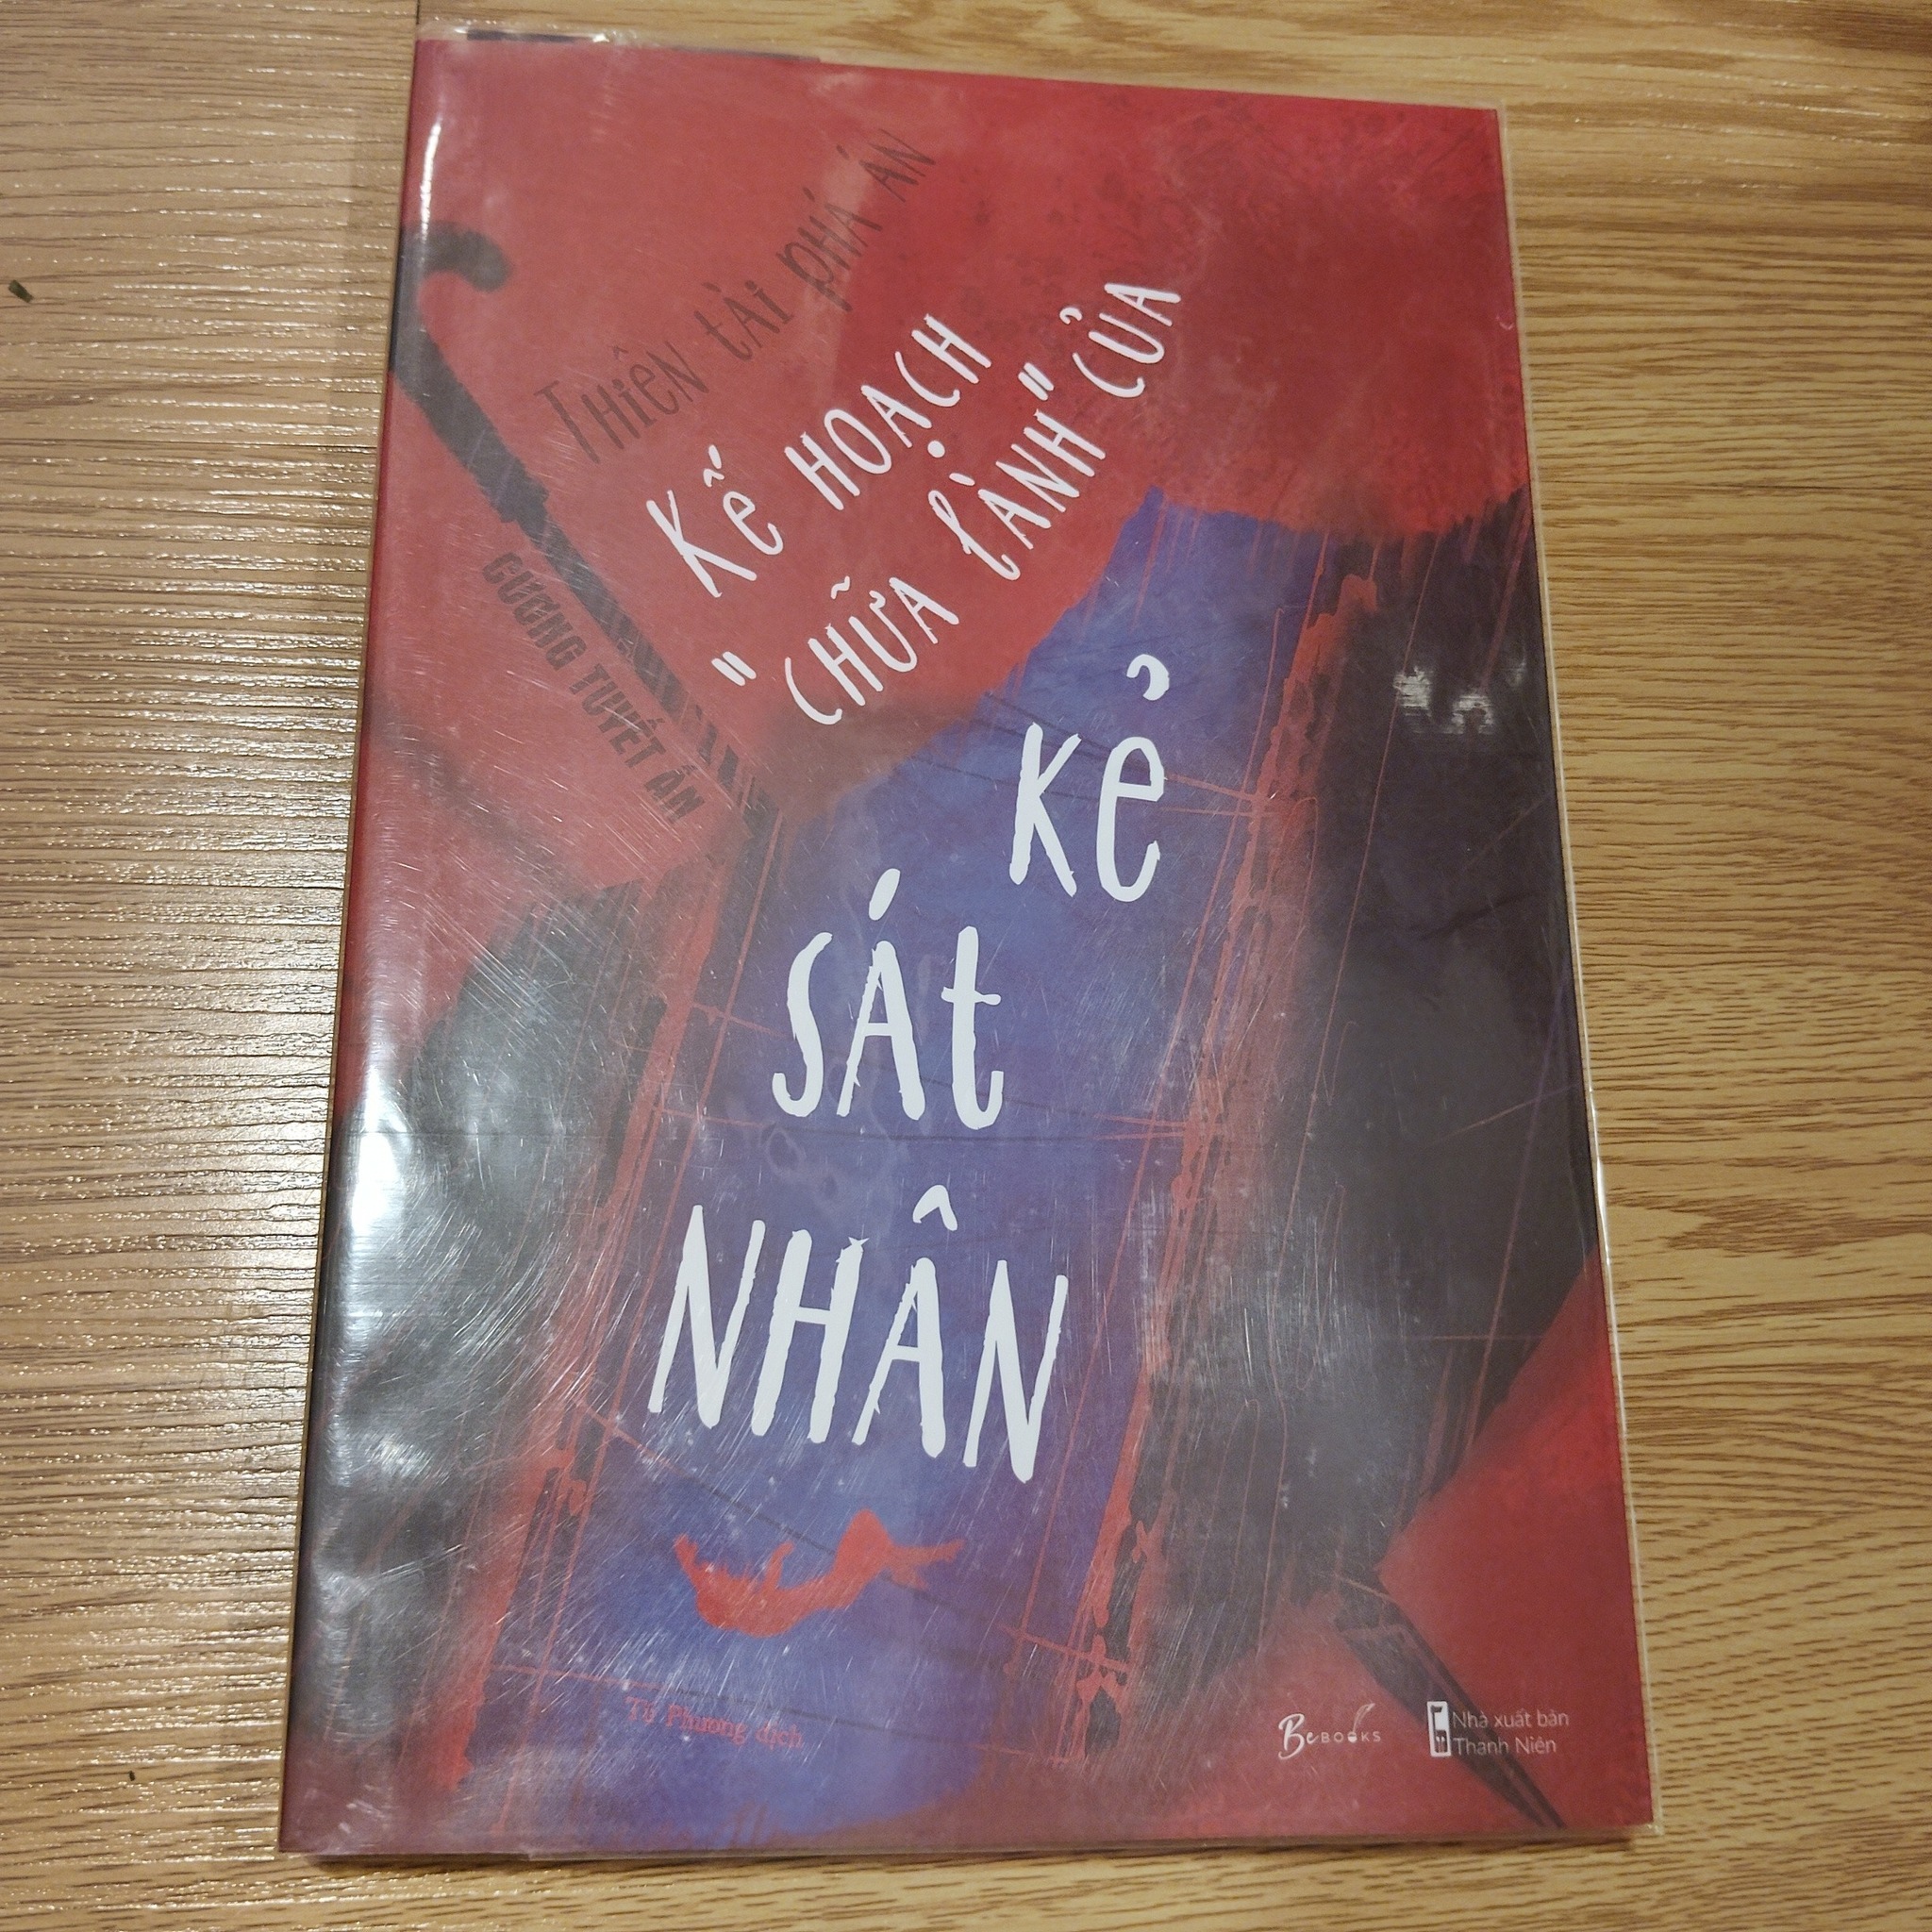 THIÊN TÀI PHÁ ÁN
KẾ HOẠCH
"CHỮA LÀNH" CỦA
CƯƠNG TUYẾT ÁN
KẺ
SÁT
NHÂN
Tú Phương dịch
BeBOOKS
Nhà xuất bản
Thanh Niên